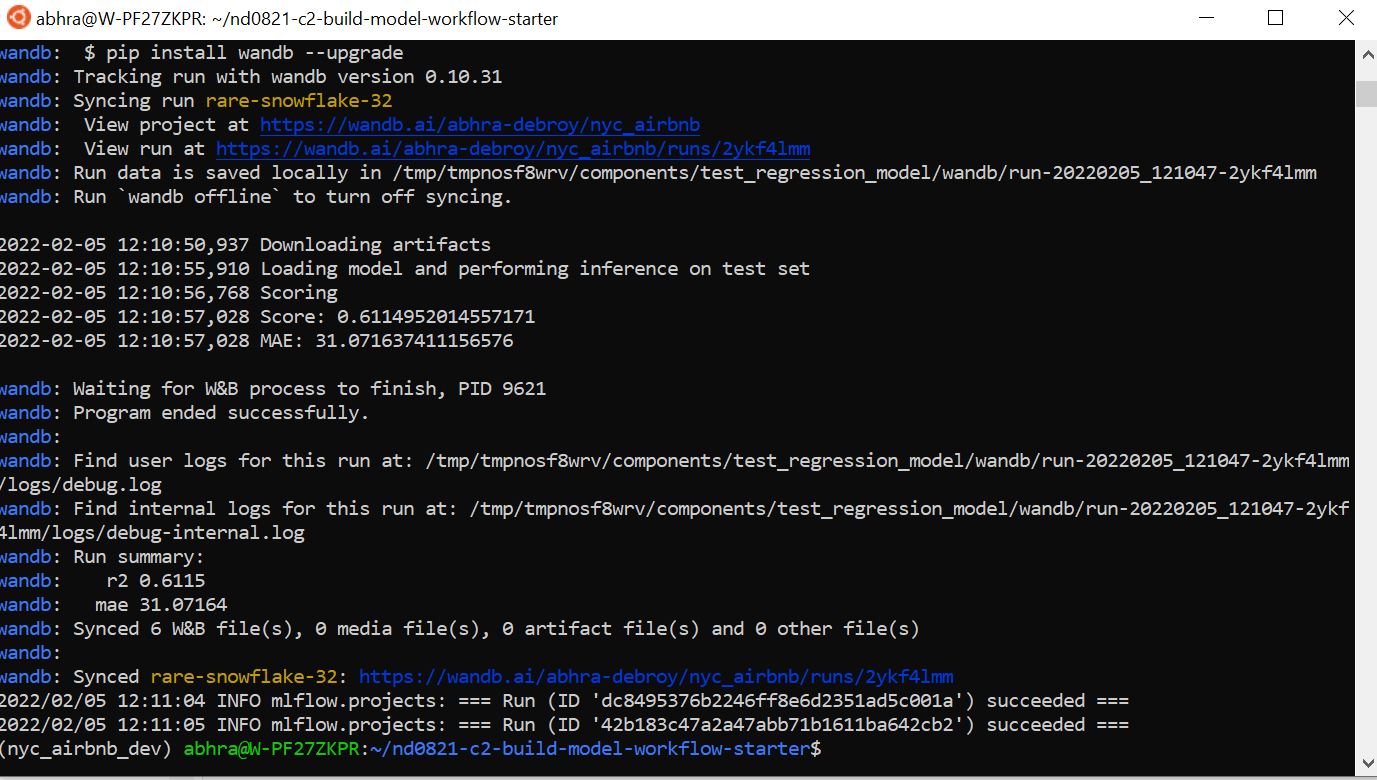 abhra@W-PF27ZKPR: ~/nd0821-c2-build-model-workflow-starter
wandb:  $ pip install wandb --upgrade
wandb: Tracking run with wandb version 0.10.31
wandb: Syncing run rare-snowflake-32
wandb:  View project at https://wandb.ai/abhra-debroy/nyc_airbnb
wandb:  View run at https://wandb.ai/abhra-debroy/nyc_airbnb/runs/2ykf4lmm
wandb: Run data is saved locally in /tmp/tmpnosf8wrv/components/test_regression_model/wandb/run-20220205_121047-2ykf4lmm
wandb: Run `wandb offline` to turn off syncing.
2022-02-05 12:10:50,937 Downloading artifacts
2022-02-05 12:10:55,910 Loading model and performing inference on test set
2022-02-05 12:10:56,768 Scoring
2022-02-05 12:10:57,028 Score: 0.6114952014557171
2022-02-05 12:10:57,028 MAE: 31.071637411156576
wandb: Waiting for W&B process to finish, PID 9621
wandb: Program ended successfully.
wandb:
wandb: Find user logs for this run at: /tmp/tmpnosf8wrv/components/test_regression_model/wandb/run-20220205_121047-2ykf4lmm
/logs/debug.log
wandb: Find internal logs for this run at: /tmp/tmpnosf8wrv/components/test_regression_model/wandb/run-20220205_121047-2ykf
4lmm/logs/debug-internal.log
wandb: Run summary:
wandb:    r2 0.6115
wandb:   mae 31.07164
wandb: Synced 6 W&B file(s), 0 media file(s), 0 artifact file(s) and 0 other file(s)
wandb:
wandb: Synced rare-snowflake-32: https://wandb.ai/abhra-debroy/nyc_airbnb/runs/2ykf4lmm
2022/02/05 12:11:04 INFO mlflow.projects: === Run (ID 'dc8495376b2246ff8e6d2351ad5c001a') succeeded ===
2022/02/05 12:11:05 INFO mlflow.projects: === Run (ID '42b183c47a2a47abb71b1611ba642cb2') succeeded ===
(nyc_airbnb_dev) abhra@W-PF27ZKPR:~/nd0821-c2-build-model-workflow-starter$